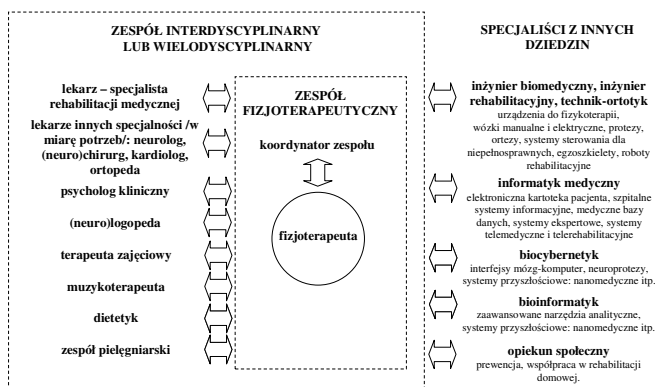 ZESPÓŁ INTERDYSCYPLINARNY
LUB WIELODYSCYPLINARNY
lekarz – specjalista
rehabilitacji medycznej
lekarze innych specjalności /w
miarę potrzeb/: neurolog,
(neuro)chirurg, kardiolog,
ortopeda
psycholog kliniczny
(neuro)logopeda
terapeuta zajęciowy
muzykoterapeuta
dietetyk
zespół pielęgniarski
ZESPÓŁ
FIZJOTERAPEUTYCZNY
koordynator zespołu
fizjoterapeuta
SPECJALIŚCI Z INNYCH
DZIEDZIN
inżynier biomedyczny, inżynier
rehabilitacyjny, technik-ortotyk
urządzenia do fizykoterapii,
wózki manualne i elektryczne, protezy,
ortezy, systemy sterowania dla
niepełnosprawnych, egzoszkielety, roboty
rehabilitacyjne
informatyk medyczny
elektroniczna kartoteka pacjenta, szpitalne
systemy informacyjne, medyczne bazy
danych, systemy ekspertowe, systemy
telemedyczne i telerehabilitacyjne
biocybernetyk
interfejsy mózg-komputer, neuroprotezy,
systemy przyszłościowe: nanomedyczne itp.
bioinformatyk
zaawansowane narzędzia analityczne,
systemy przyszłościowe: nanomedyczne itp.
opiekun społeczny
prewencja, współpraca w rehabilitacji
domowej.